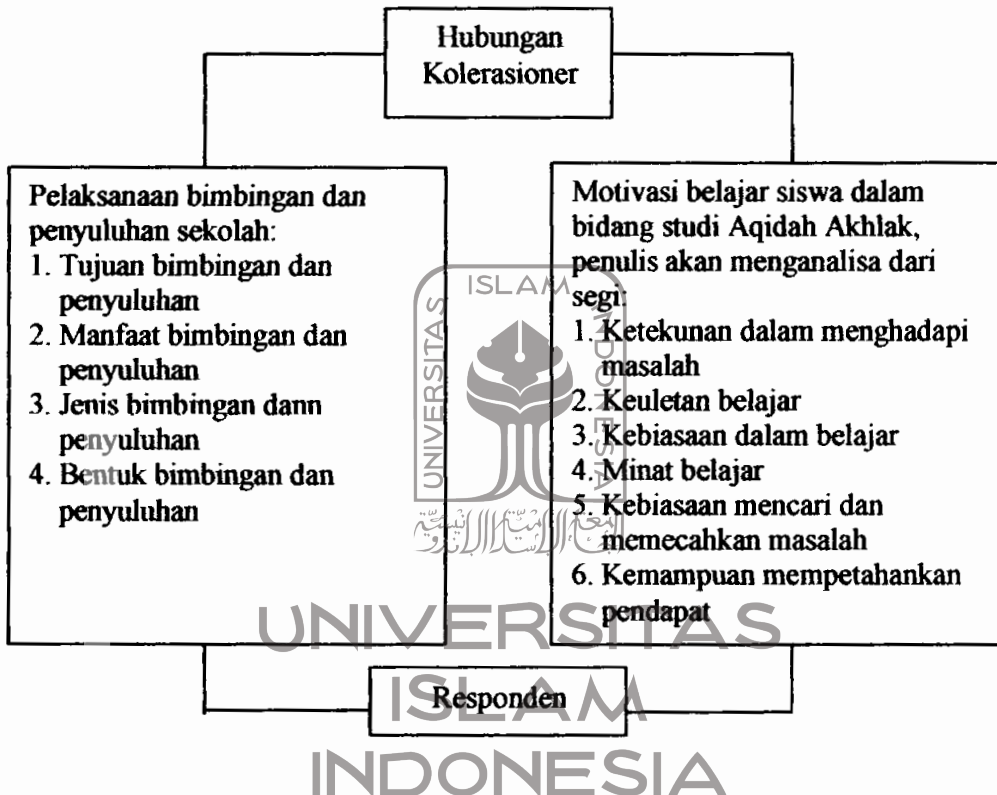 Hubungan
Kolerasioner
Pelaksanaan bimbingan dan
penyuluhan sekolah:
1. Tujuan bimbingan dan
penyuluhan
2. Manfaat bimbingan dan
penyuluhan
3. Jenis bimbingan dann
penyuluhan
4. Bentuk bimbingan dan
penyuluhan
Motivasi belajar siswa dalam
bidang studi Aqidah Akhlak,
penulis akan menganalisa dari
segi:
1. Ketekunan dalam menghadapi
masalah
2. Keuletan belajar
3. Kebiasaan dalam belajar
4. Minat belajar
5. Kebiasaan mencari dan
memecahkan masalah
6. Kemampuan mempetahankan
pendapat
Responden
UNIVERSITAS
ISLAM
INDONESIA
UNIVERSITAS
ISLAM
INDONESIA